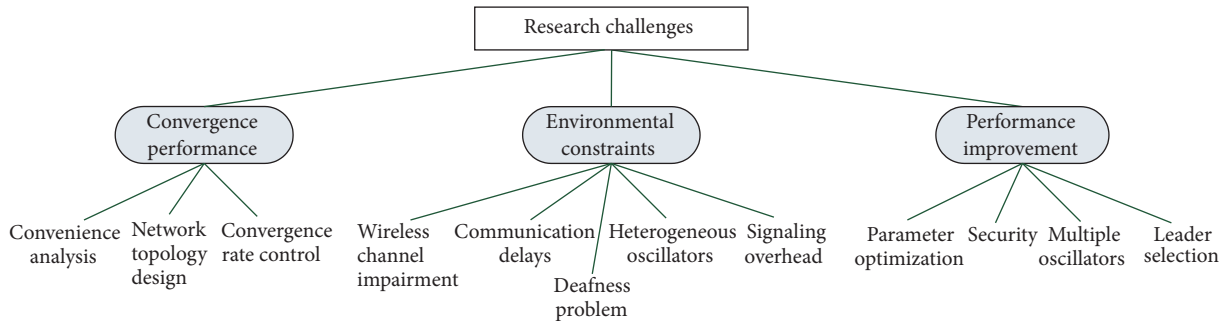 Research challenges
Convergence
performance
Environmental
constraints
Performance
improvement
Convenience
analysis
Network
topology
design
Convergence
rate control
Wireless
channel
impairment
Communication
delays
Deafness
problem
Heterogeneous
oscillators
Signaling
overhead
Parameter
optimization
Security
Multiple
oscillators
Leader
selection